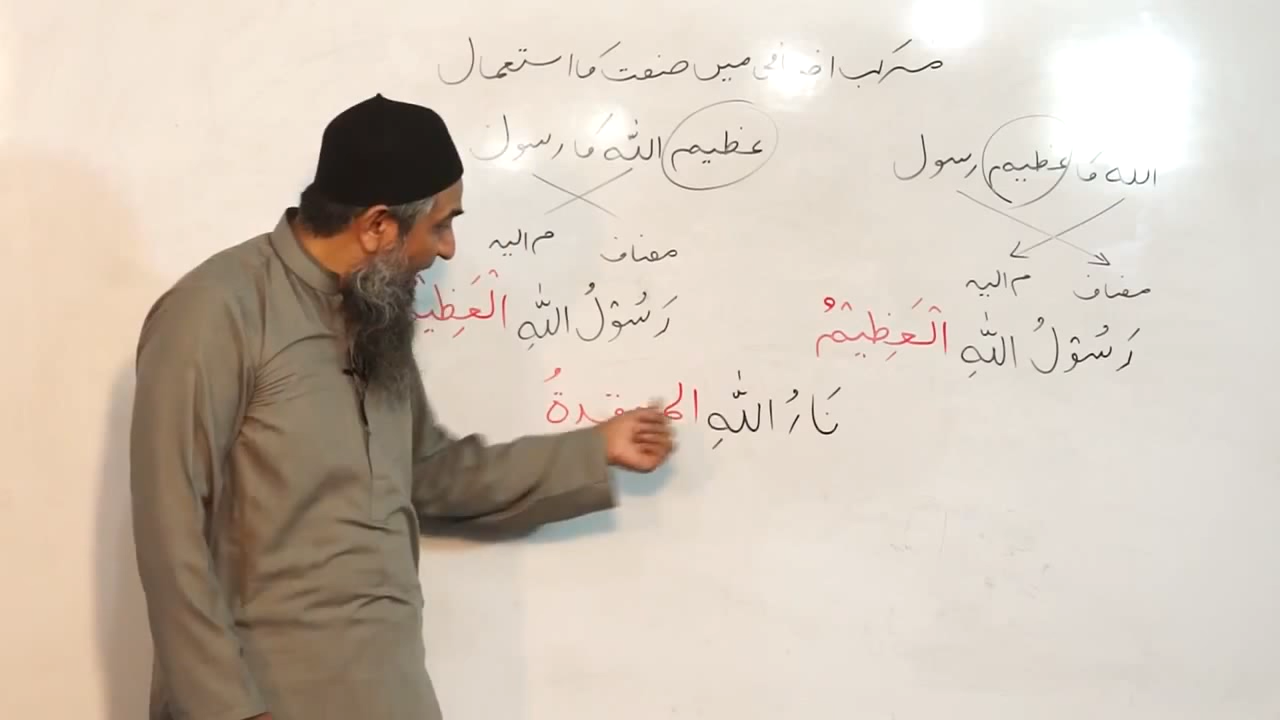 مرکب اضافی میں صفت کا استعمال
اللہ کا عظیم رسول
عظیم اللہ کا رسول
مضاف م الیہ
مضاف م الیہ
رَسُوْلُ اللّٰہِ الْعَظِیْمُ
رَسُوْلُ اللّٰہِ
نَارُ اللّٰہِ